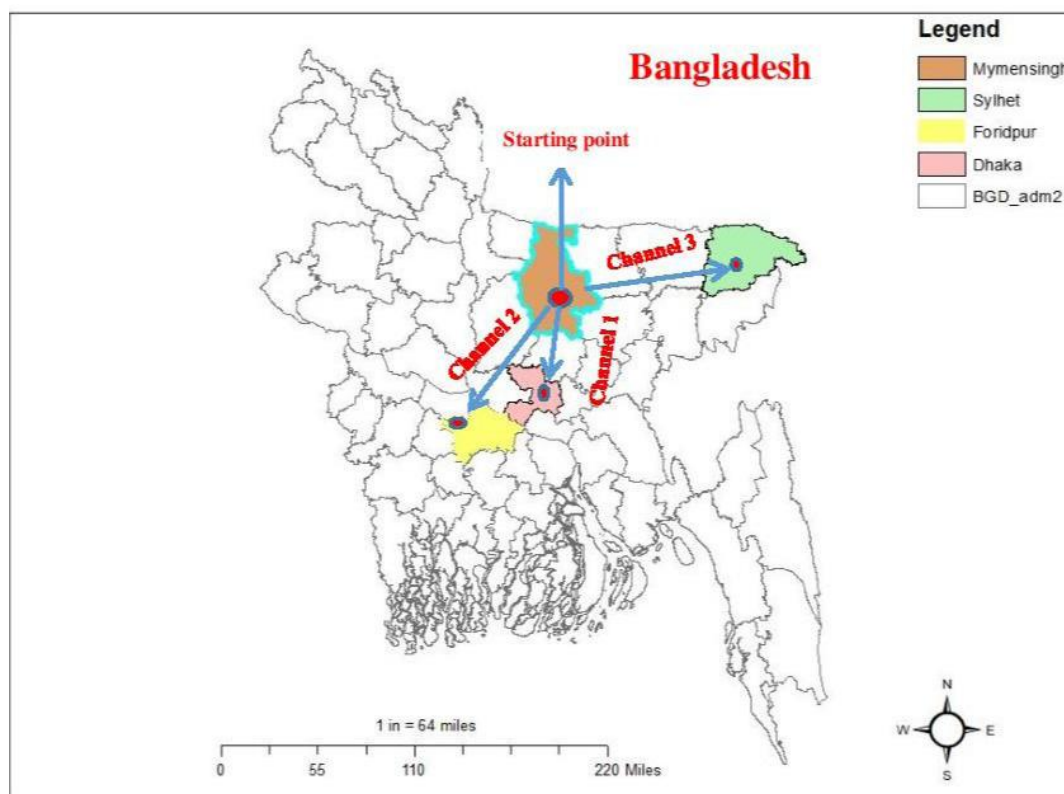 Bangladesh
Legend
Mymensingh
Sylhet
Foridpur
Dhaka
BGD_adm2
Starting point
Channel 3
Channel 2
Channel 1
1 in = 64 miles
0 55 110 220 Miles
N
W E
S